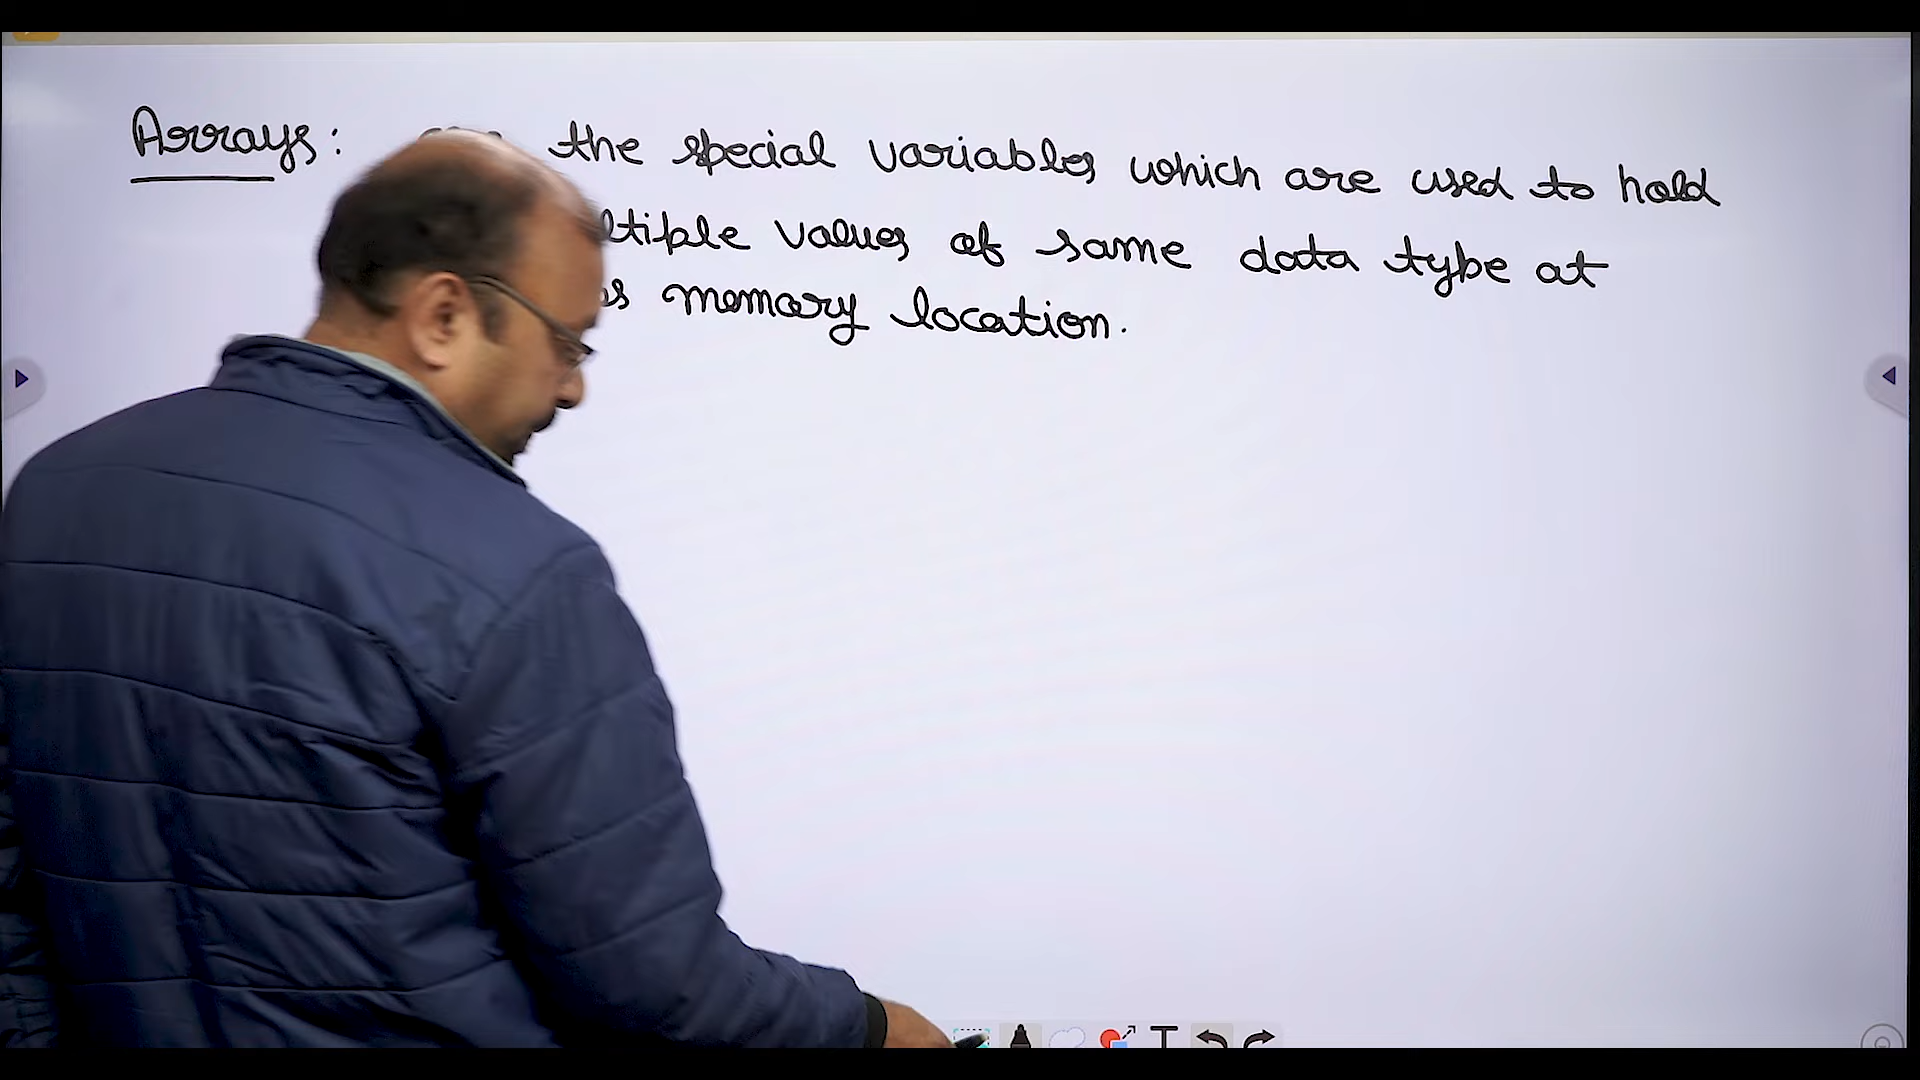 Arrays: the special variables which are used to hold
ltiple values of same data type at
memory location.